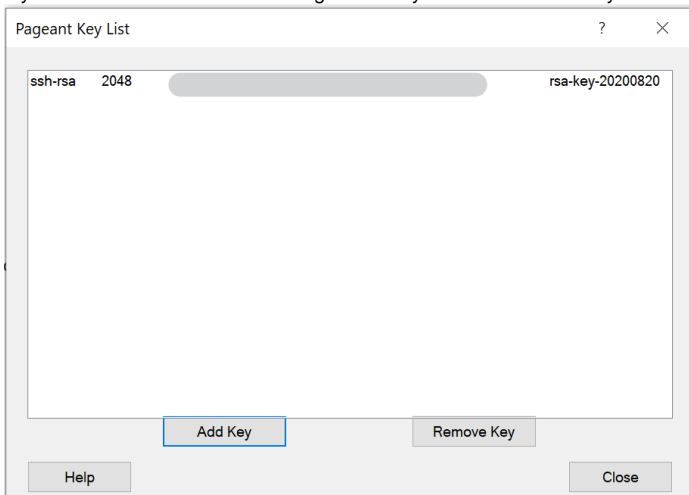 Pageant Key List ? ×
ssh-rsa 2048 rsa-key-20200820
Add Key Remove Key
Help Close